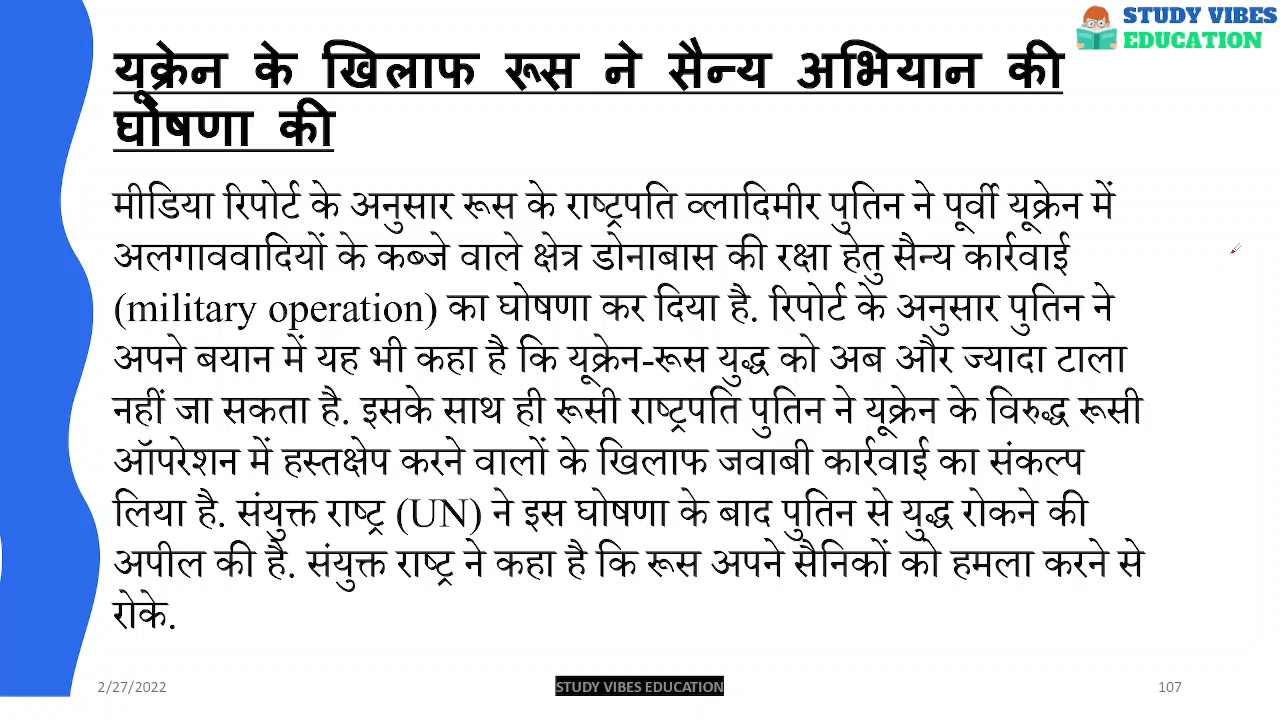 STUDY VIBES
EDUCATION
यूक्रेन के खिलाफ रूस ने सैन्य अभियान की
घोषणा की
मीडिया रिपोर्ट के अनुसार रूस के राष्ट्रपति व्लादिमीर पुतिन ने पूर्वी यूक्रेन में
अलगाववादियों के कब्जे वाले क्षेत्र डोनाबास की रक्षा हेतु सैन्य कार्रवाई
(military operation) का घोषणा कर दिया है. रिपोर्ट के अनुसार पुतिन ने
अपने बयान में यह भी कहा है कि यूक्रेन-रूस युद्ध को अब और ज्यादा टाला
नहीं जा सकता है. इसके साथ ही रूसी राष्ट्रपति पुतिन ने यूक्रेन के विरुद्ध रूसी
ऑपरेशन में हस्तक्षेप करने वालों के खिलाफ जवाबी कार्रवाई का संकल्प
लिया है. संयुक्त राष्ट्र (UN) ने इस घोषणा के बाद पुतिन से युद्ध रोकने की
अपील की है. संयुक्त राष्ट्र ने कहा है कि रूस अपने सैनिकों को हमला करने से
रोके.
2/27/2022
STUDY VIBES EDUCATION
107